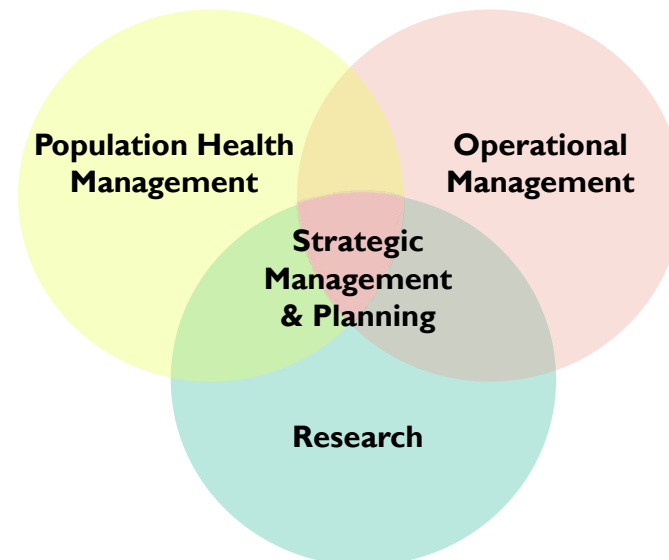 Population Health
Management
Operational
Management
Strategic
Management
& Planning
Research